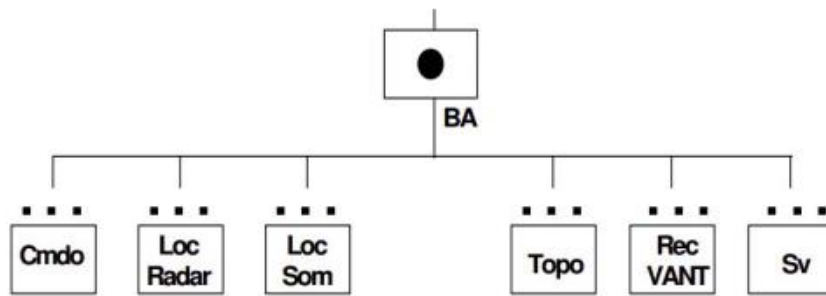 BA
Cmdo
Loc
Radar
Loc
Som
Topo
Rec
VANT
Sv